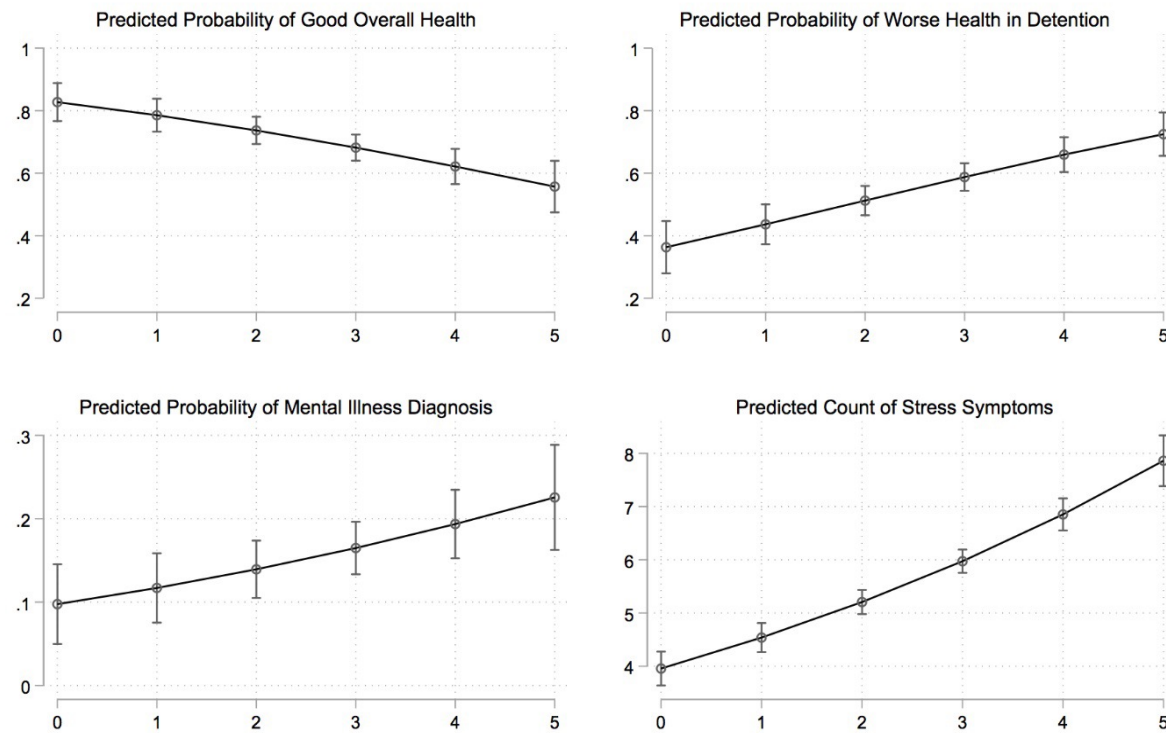 Predicted Probability of Good Overall Health
1
.8
.6
.4
.2
0 1 2 3 4 5
Predicted Probability of Worse Health in Detention
1
.8
.6
.4
.2
0 1 2 3 4 5
Predicted Probability of Mental Illness Diagnosis
.3
.2
.1
0
0 1 2 3 4 5
Predicted Count of Stress Symptoms
8
7
6
5
4
0 1 2 3 4 5